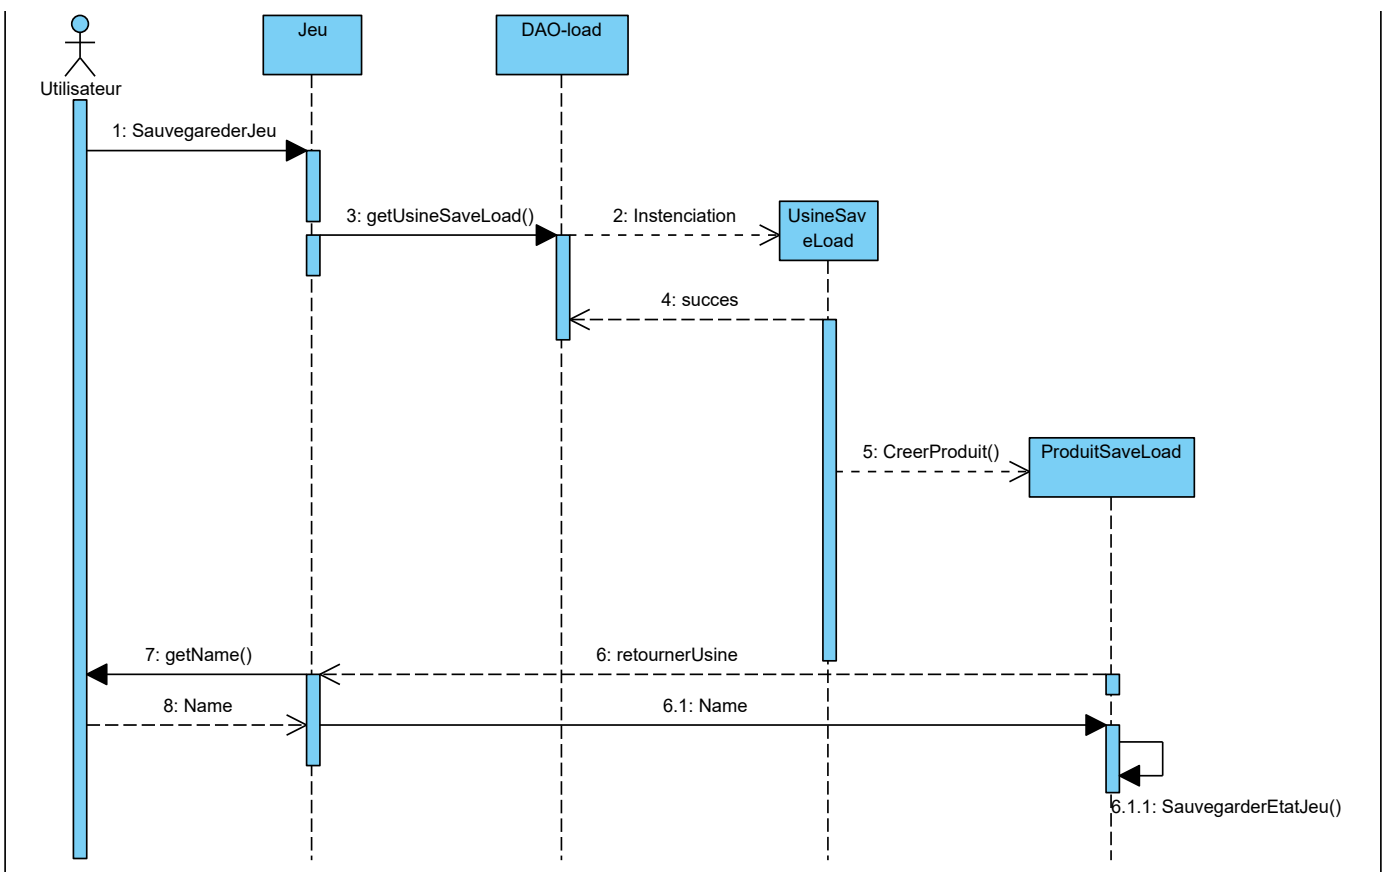 Jeu
DAO-load
Utilisateur
1: SauvegarederJeu
3: getUsineSaveLoad()
2: Instenciation
UsineSav
eLoad
4: succes
5: CreerProduit()
ProduitSaveLoad
7: getName()
6: retournerUsine
8: Name
6.1: Name
6.1.1: SauvegarderEtatJeu()